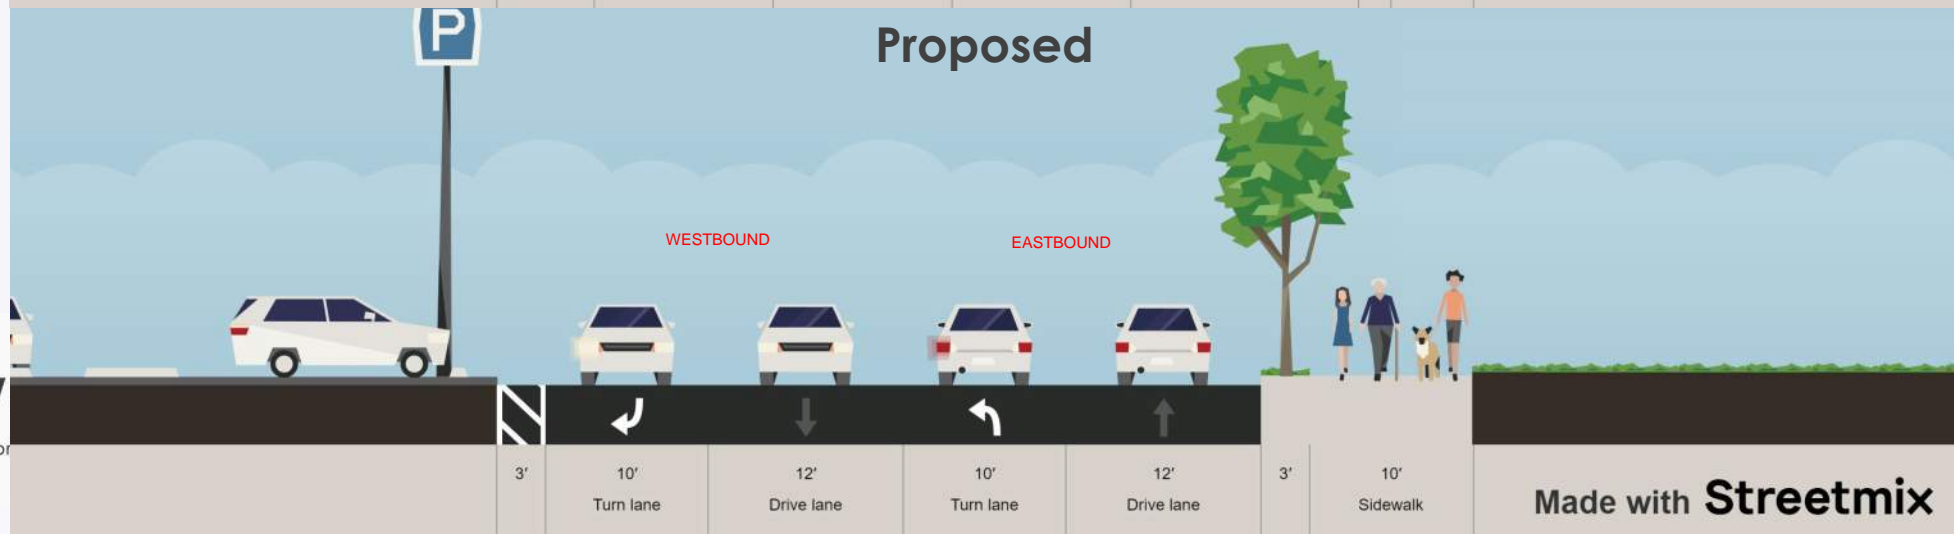 P
Proposed
WESTBOUND
EASTBOUND
3'
10'
12'
10'
12'
3'
10'
Turn lane
Drive lane
Turn lane
Drive lane
Sidewalk
Made with Streetmix